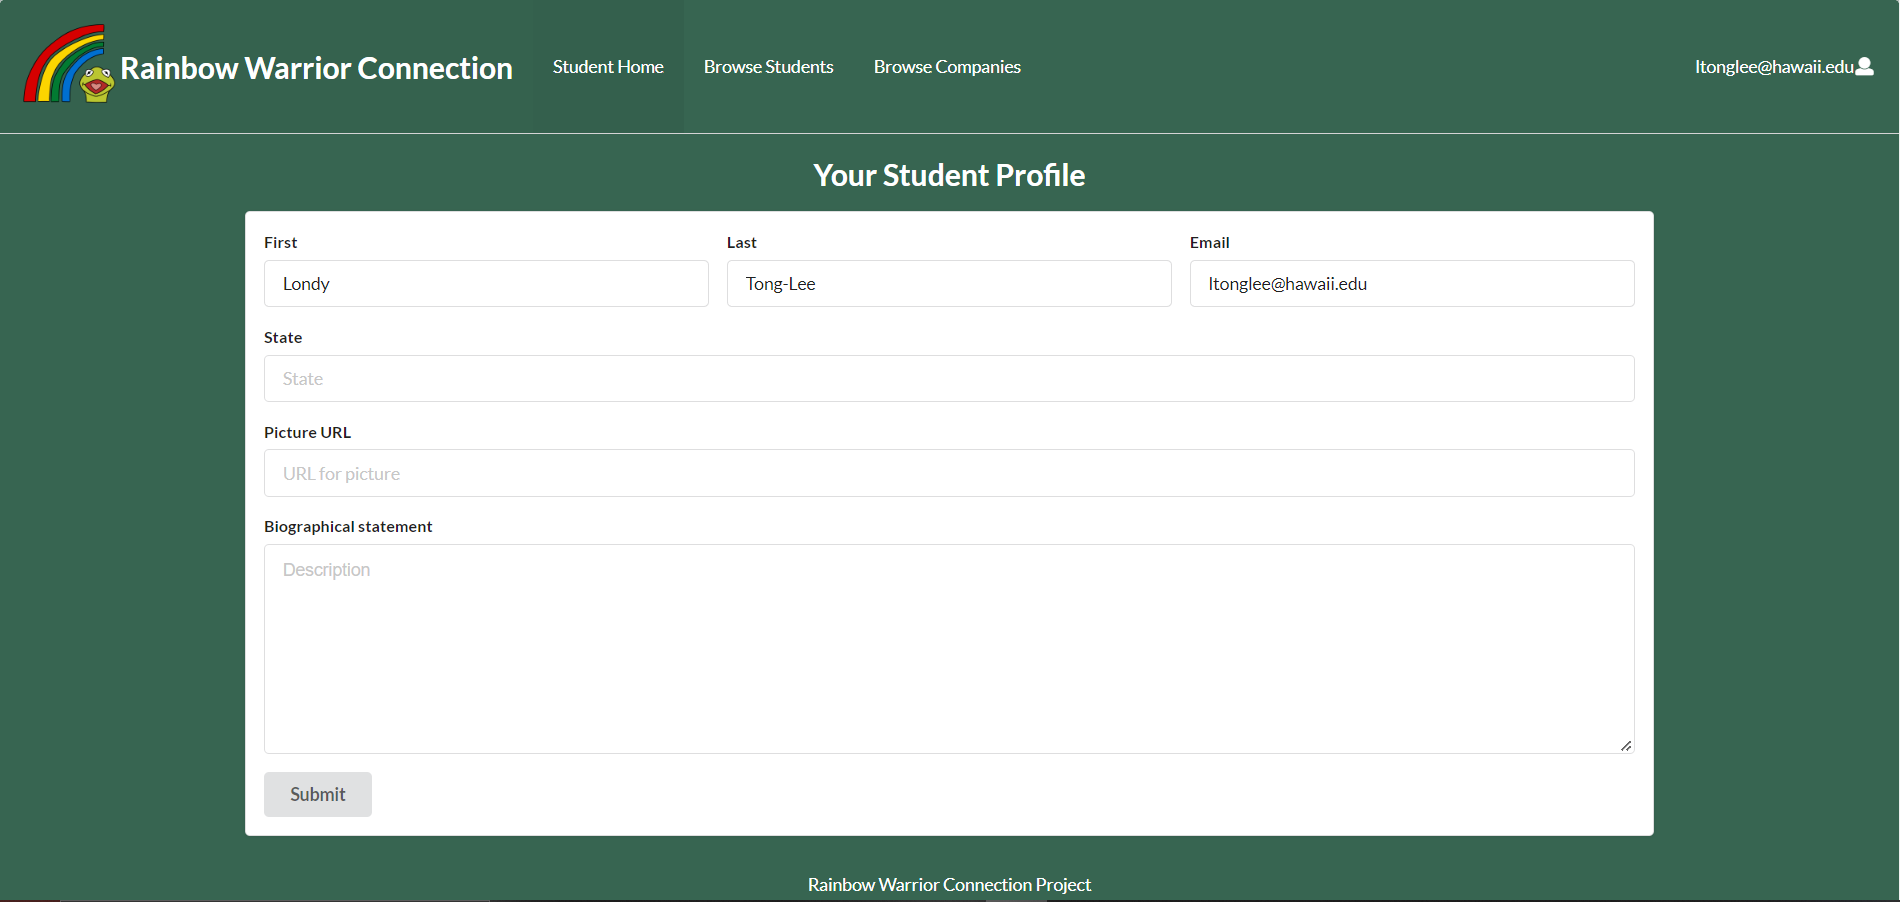 Rainbow Warrior Connection Student Home Browse Students Browse Companies ltonglee@hawaii.edu
Your Student Profile
First Last Email
Londy Tong-Lee ltonglee@hawaii.edu
State
State
Picture URL
URL for picture
Biographical statement
Description
Submit
Rainbow Warrior Connection Project